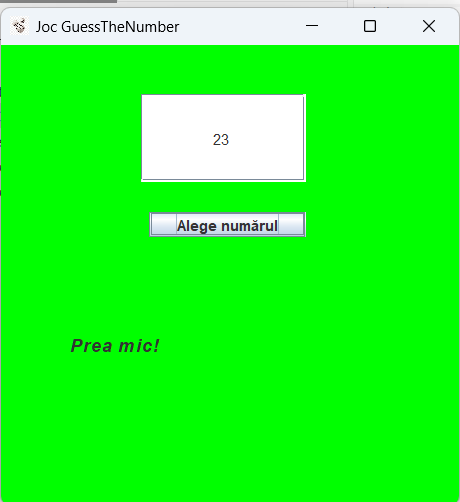 Joc GuessTheNumber
23
Alege numărul
Prea mic!